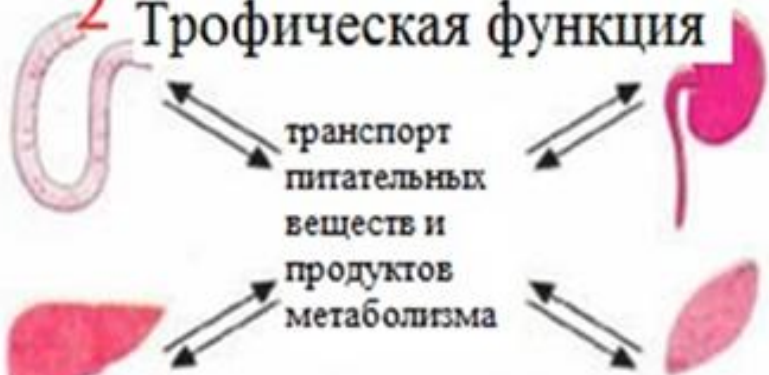 2 Трофическая функция
транспорт
питательных
веществ и
продуктов
метаболизма